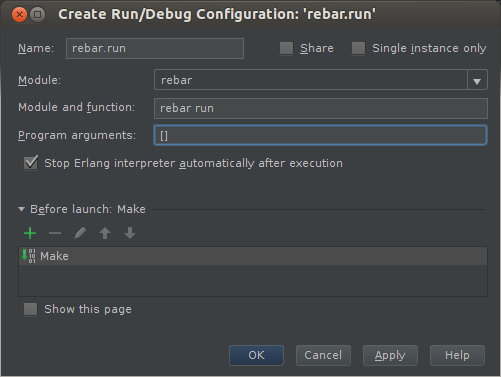 Create Run/Debug Configuration: 'rebar.run'
Name: rebar.run Share Single instance only
Module: rebar
Module and function: rebar run
Program arguments: []
Stop Erlang interpreter automatically after execution
Before launch: Make
Make
Show this page
OK Cancel Apply Help